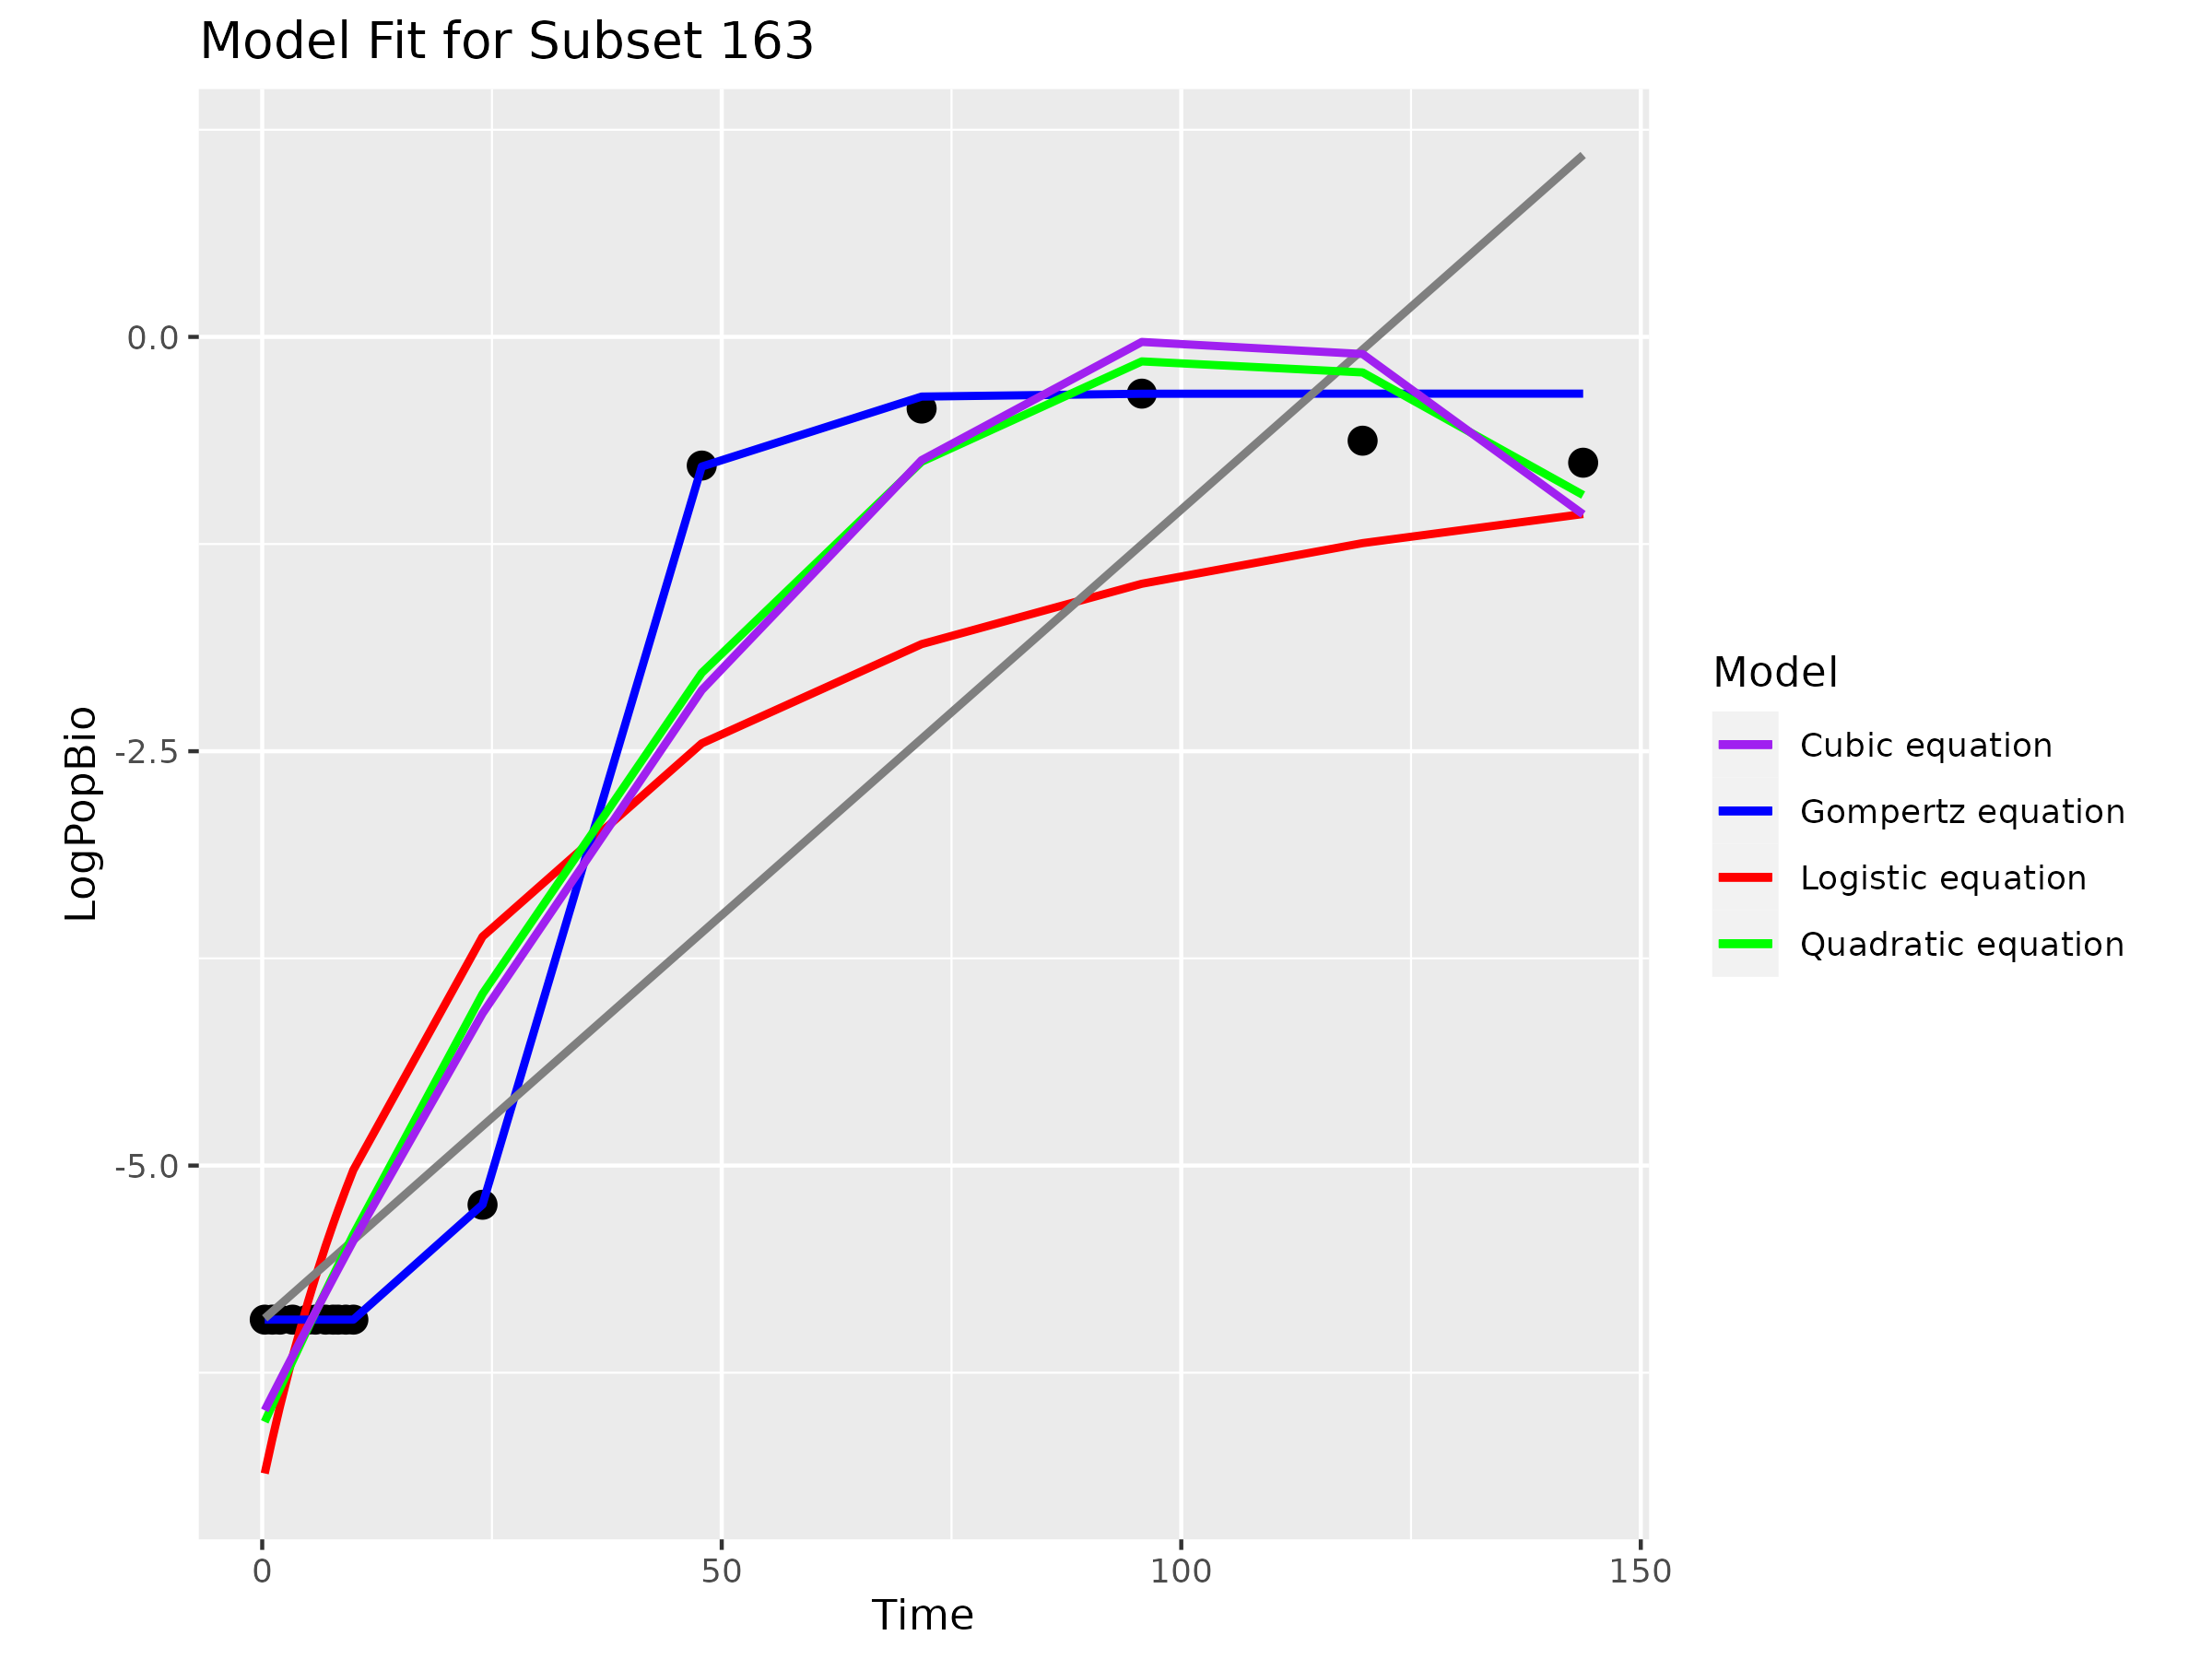 Model Fit for Subset 163
0.0
-2.5
-5.0
LogPopBio
0 50 100 150
Time
Model
Cubic equation
Gompertz equation
Logistic equation
Quadratic equation